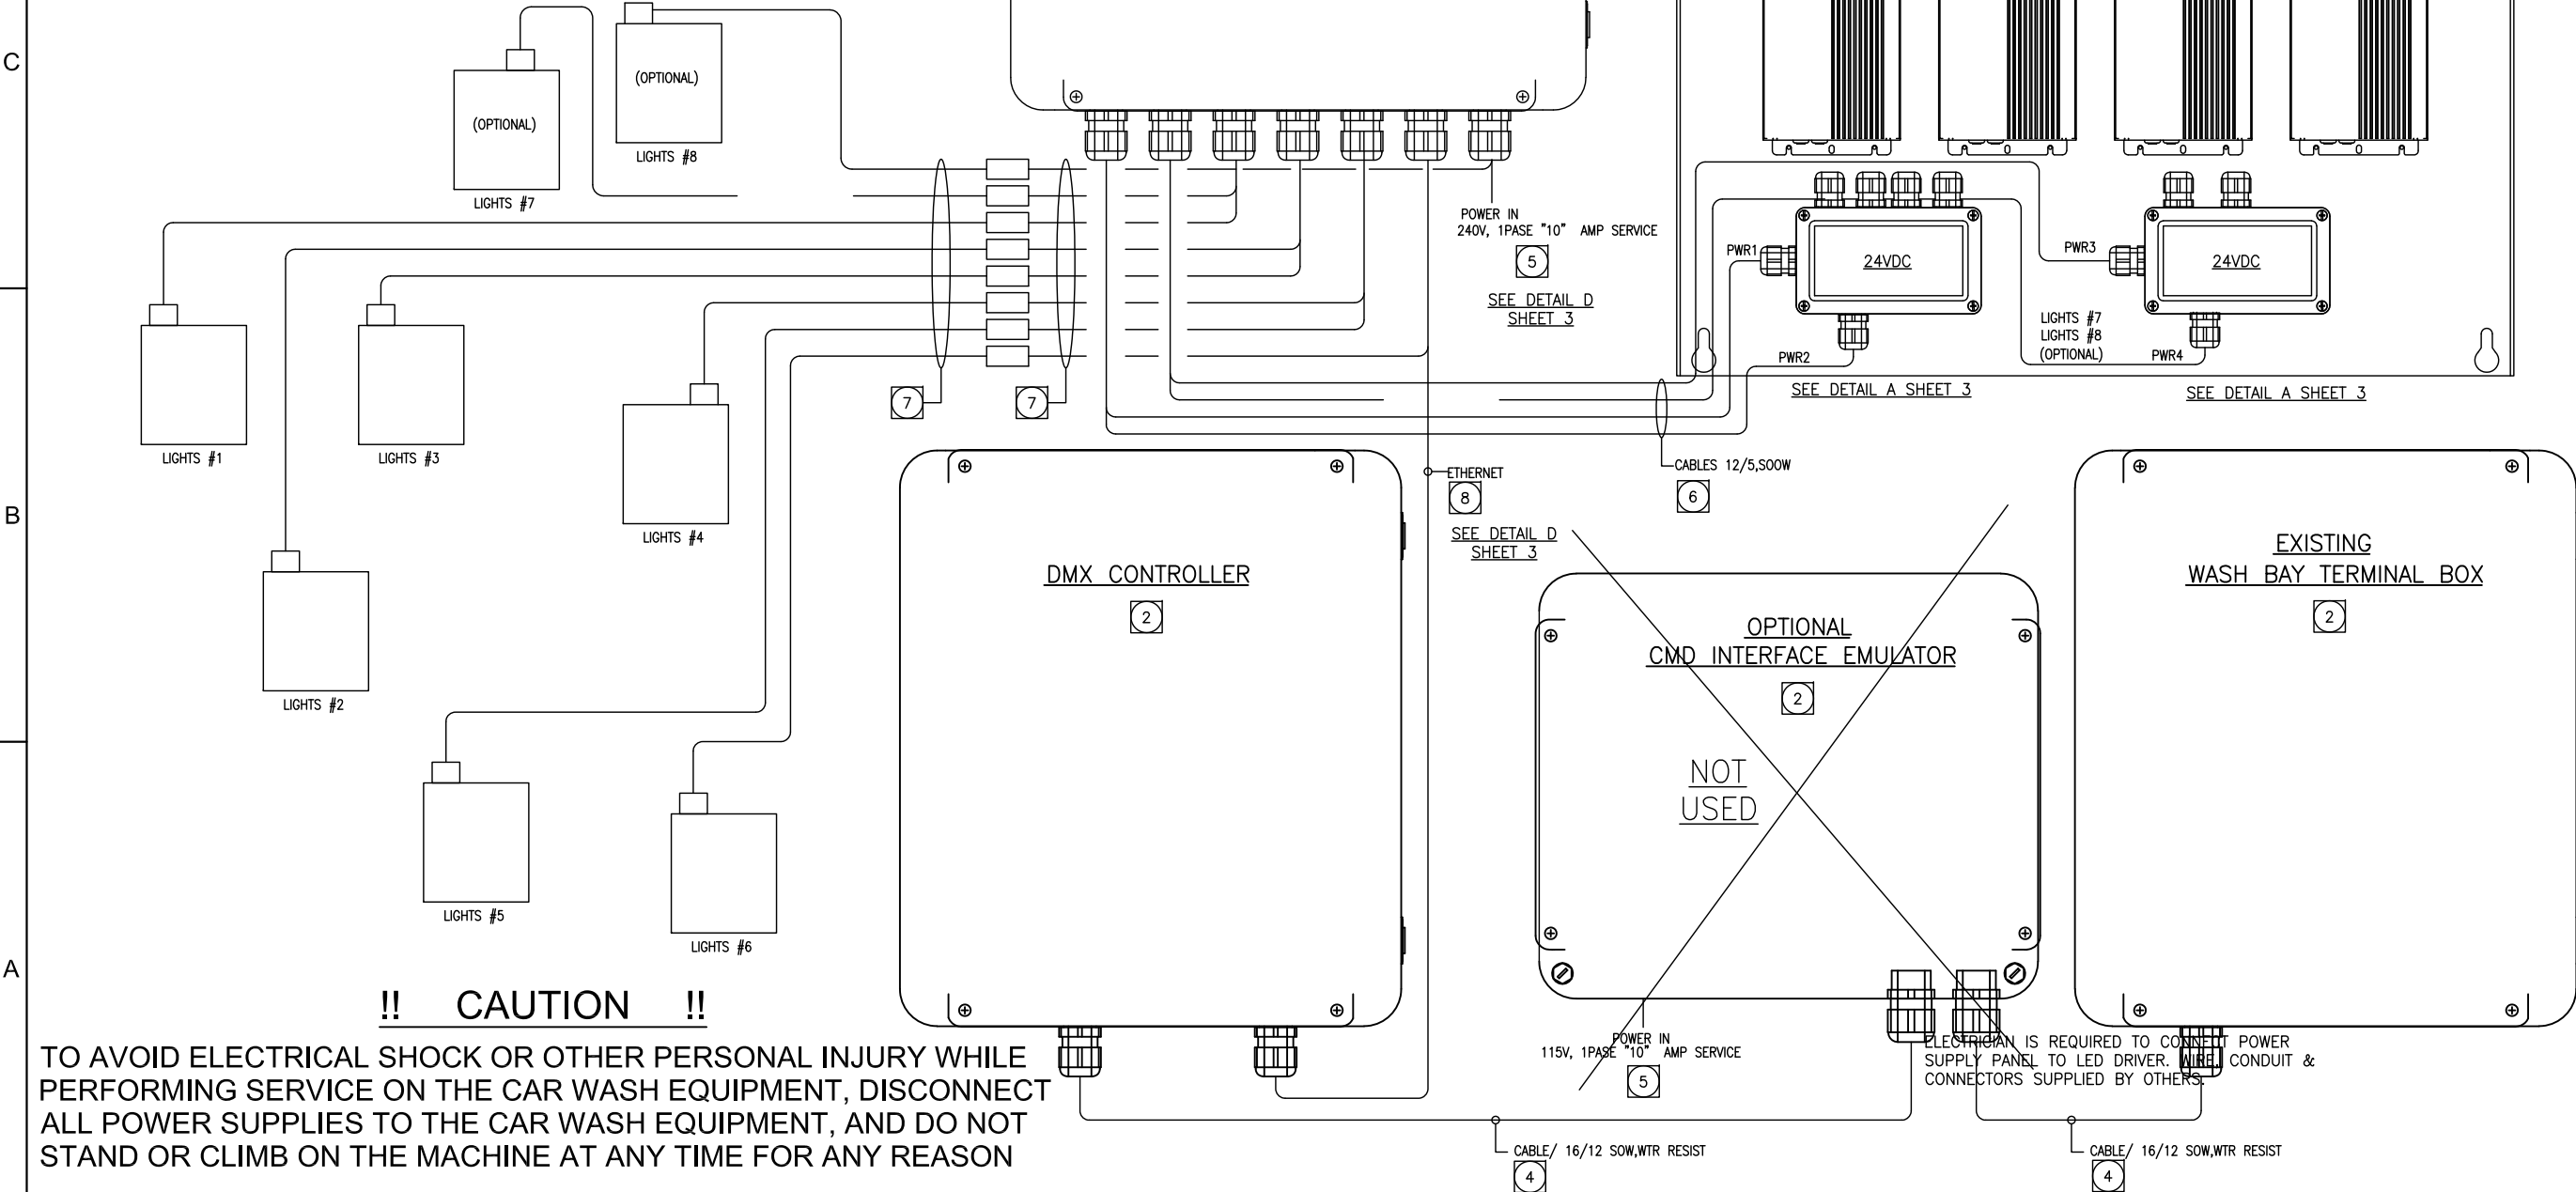 C
(OPTIONAL)
LIGHTS #8
(OPTIONAL)
LIGHTS #7
POWER IN
240V, 1PASE "10" AMP SERVICE
5
SEE DETAIL D
SHEET 3
PWR1
24VDC
PWR3
24VDC
PWR2
LIGHTS #7
LIGHTS #8
(OPTIONAL)
PWR4
SEE DETAIL A SHEET 3
SEE DETAIL A SHEET 3
7
7
LIGHTS #1
LIGHTS #3
LIGHTS #4
B
ETHERNET
8
SEE DETAIL D
SHEET 3
CABLES 12/5,SOOW
6
DMX CONTROLLER
2
OPTIONAL
CMD INTERFACE EMULATOR
2
NOT
USED
EXISTING
WASH BAY TERMINAL BOX
2
LIGHTS #2
LIGHTS #5
LIGHTS #6
A
!! CAUTION !!
TO AVOID ELECTRICAL SHOCK OR OTHER PERSONAL INJURY WHILE
PERFORMING SERVICE ON THE CAR WASH EQUIPMENT, DISCONNECT
ALL POWER SUPPLIES TO THE CAR WASH EQUIPMENT, AND DO NOT
STAND OR CLIMB ON THE MACHINE AT ANY TIME FOR ANY REASON
POWER IN
115V, 1PASE "10" AMP SERVICE
5
ELECTRICIAN IS REQUIRED TO CONNECT POWER
SUPPLY PANEL TO LED DRIVER. WIRE, CONDUIT &
CONNECTORS SUPPLIED BY OTHERS.
CABLE/ 16/12 SOW,WTR RESIST
4
CABLE/ 16/12 SOW,WTR RESIST
4